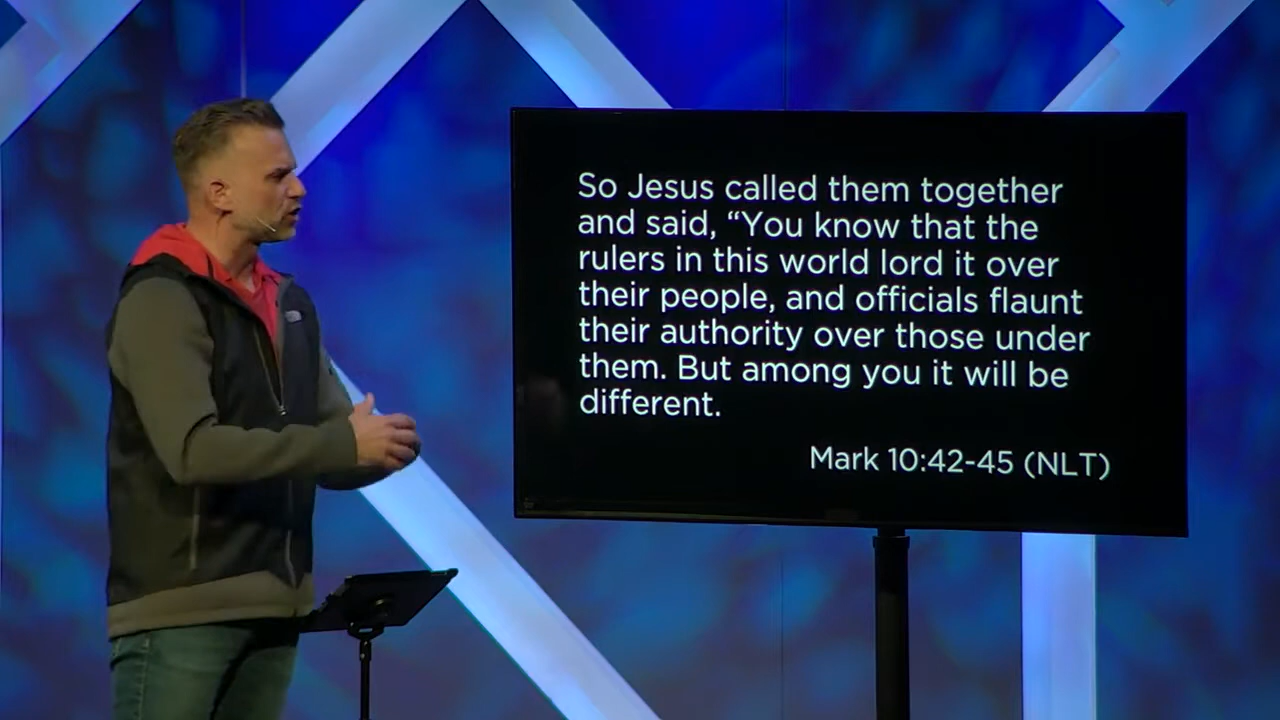 So Jesus called them together
and said, “You know that the
rulers in this world lord it over
their people, and officials flaunt
their authority over those under
them. But among you it will be
different.
Mark 10:42-45 (NLT)